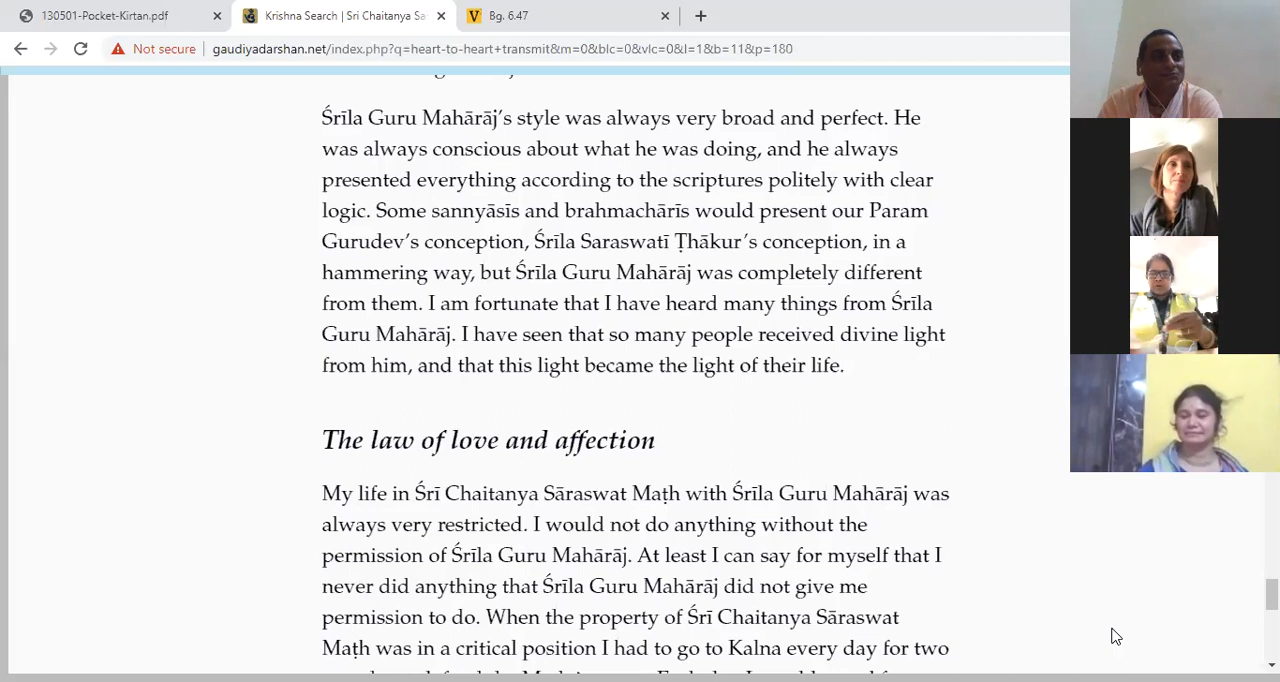 130501-Pocket-Kirtan.pdf
Krishna Search | Sri Chaitanya Sa
Bg. 6.47
Not secure
gaudiyadarshan.net/index.php?q=heart-to-heart+transmit&m=0&blc=0&vlc=0&l=1&b=11&p=180
Śrīla Guru Mahārāj's style was always very broad and perfect. He
was always conscious about what he was doing, and he always
presented everything according to the scriptures politely with clear
logic. Some sannyāsīs and brahmachārīs would present our Param
Gurudev's conception, Śrīla Saraswatī Ṭhākur's conception, in a
hammering way, but Śrīla Guru Mahārāj was completely different
from them. I am fortunate that I have heard many things from Śrīla
Guru Mahārāj. I have seen that so many people received divine light
from him, and that this light became the light of their life.
The law of love and affection
My life in Śrī Chaitanya Sāraswat Maṭh with Śrīla Guru Mahārāj was
always very restricted. I would not do anything without the
permission of Śrīla Guru Mahārāj. At least I can say for myself that I
never did anything that Śrīla Guru Mahārāj did not give me
permission to do. When the property of Śrī Chaitanya Sāraswat
Maṭh was in a critical position I had to go to Kalna every day for two